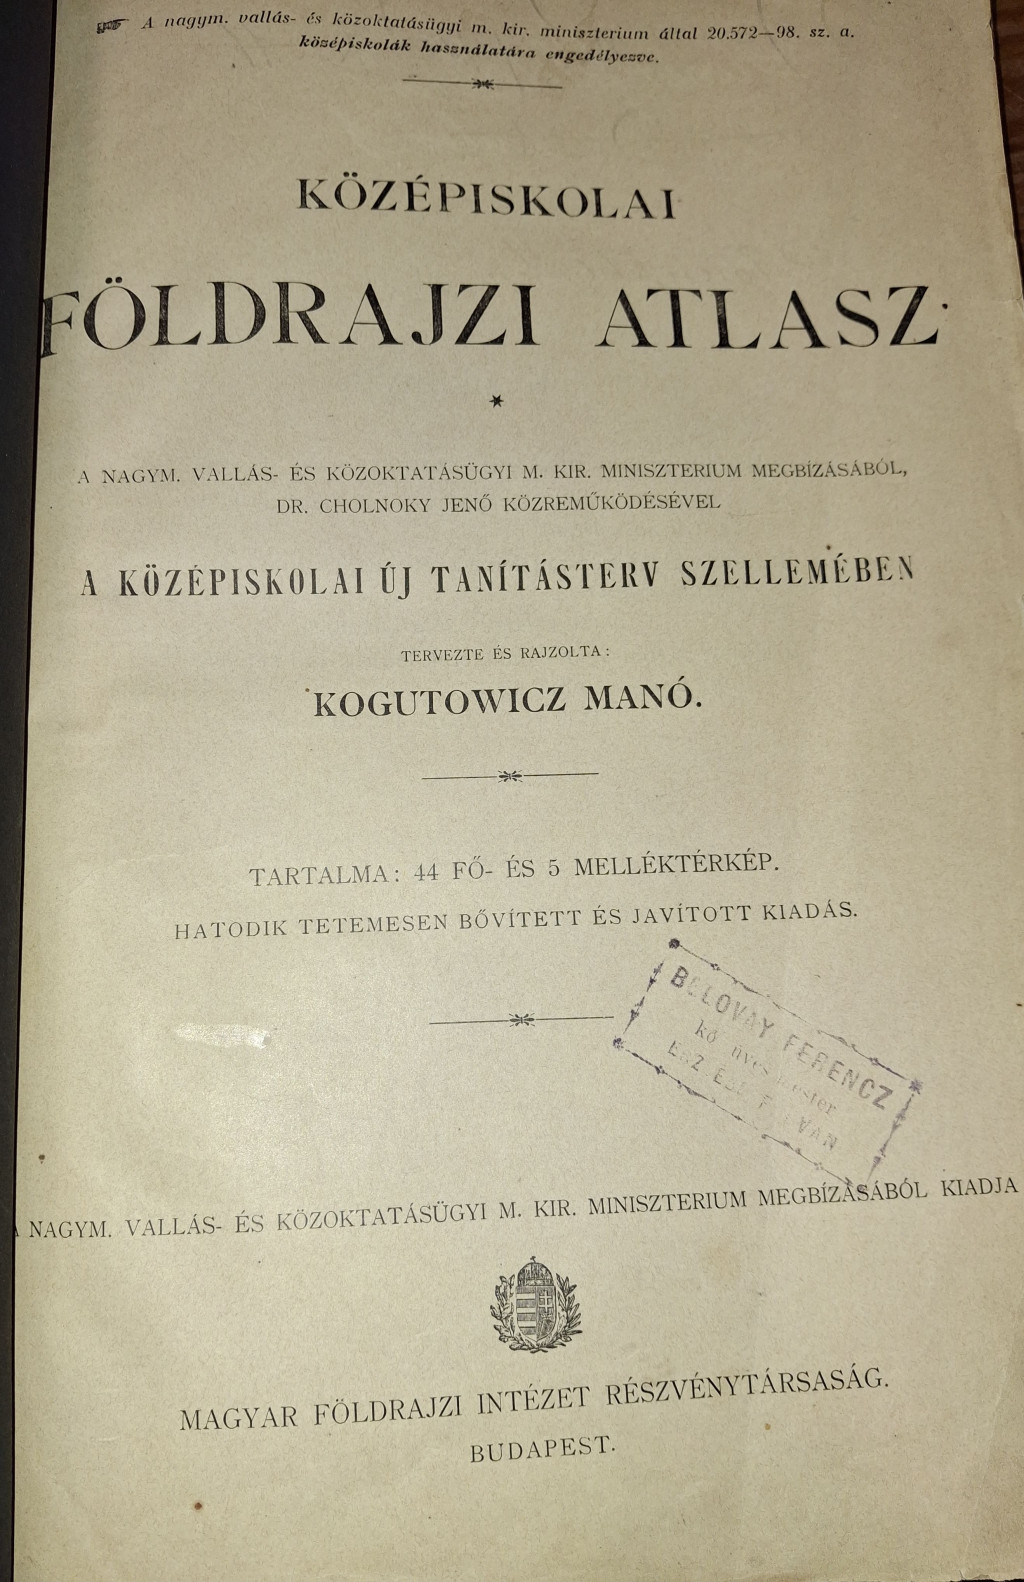 A nagym. vallás- és közoktatásügyi m. kir. miniszterium által 20.572—98. sz. a.
középiskolák használatára engedélyezve.
KÖZÉPISKOLAI
FÖLDRAJZI ATLASZ
A NAGYM. VALLÁS- ÉS KÖZOKTATÁSÜGYI M. KIR. MINISZTERIUM MEGBÍZÁSÁBÓL,
DR. CHOLNOKY JENŐ KÖZREMŰKÖDÉSÉVEL
A KÖZÉPISKOLAI ÚJ TANÍTÁSTERV SZELLEMÉBEN
TERVEZTE ÉS RAJZOLTA:
KOGUTOWICZ MANÓ.
TARTALMA: 44 FŐ- ÉS 5 MELLÉKTÉRKÉP.
HATODIK TETEMESEN BŐVÍTETT ÉS JAVÍTOTT KIADÁS.
FERENCZ
A NAGYM. VALLÁS- ÉS KÖZOKTATÁSÜGYI M. KIR. MINISZTERIUM MEGBÍZÁSÁBÓL KIADJA
MAGYAR FÖLDRAJZI INTÉZET RÉSZVÉNYTÁRSASÁG.
BUDAPEST.